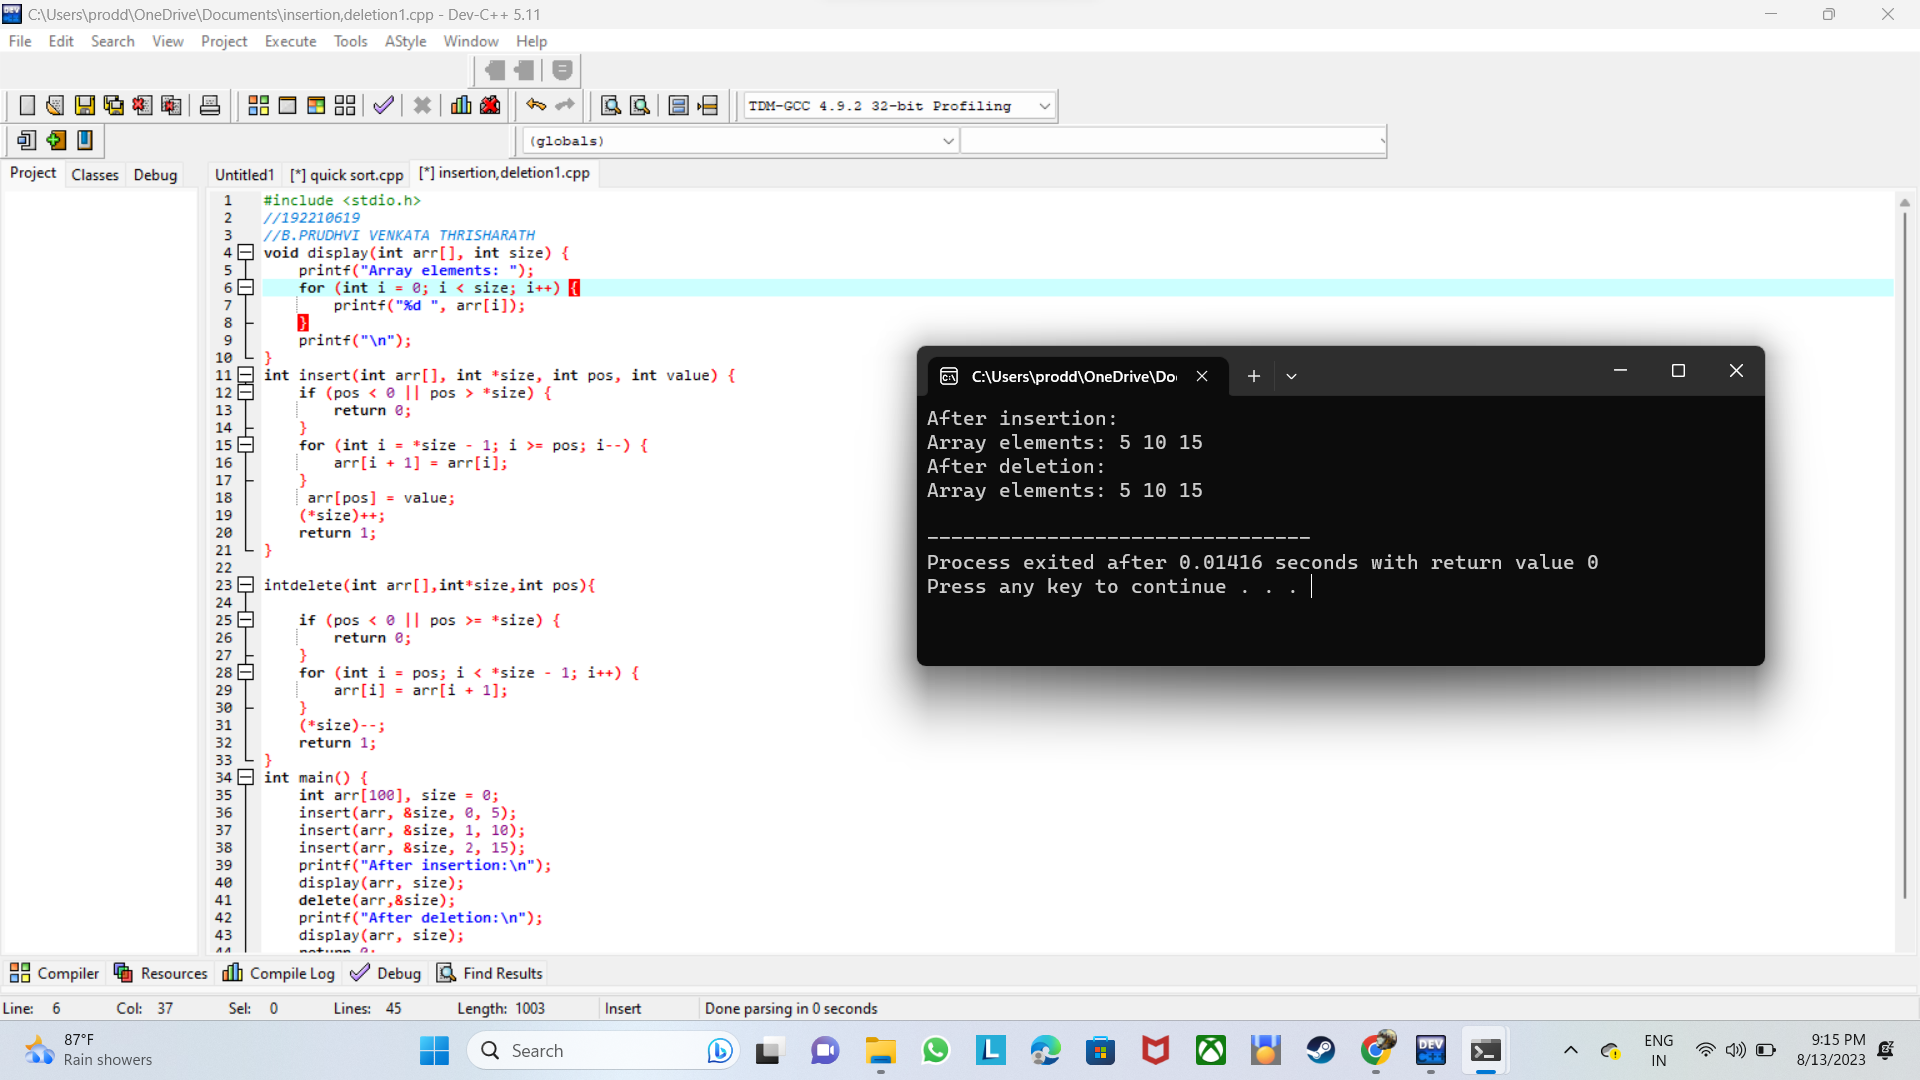 C:\Users\prodd\OneDrive\Documents\insertion,deletion1.cpp - Dev-C++ 5.11
File Edit Search View Project Execute Tools AStyle Window Help
TDM-GCC 4.9.2 32-bit Profiling
(globals)
Project Classes Debug
Untitled1 [*] quick sort.cpp [*] insertion,deletion1.cpp
1 #include <stdio.h>
2 //192210619
3 //B.PRUDHVI VENKATA THRISHARATH
4 void display(int arr[], int size) {
5 printf("Array elements: ");
6 for (int i = 0; i < size; i++) {
7 printf("%d ", arr[i]);
8 }
9 printf("\n");
10 }
11 int insert(int arr[], int *size, int pos, int value) {
12 if (pos < 0 || pos > *size) {
13 return 0;
14 }
15 for (int i = *size - 1; i >= pos; i--) {
16 arr[i + 1] = arr[i];
17 }
18 arr[pos] = value;
19 (*size)++;
20 return 1;
21 }
22
23 intdelete(int arr[],int*size,int pos){
24
25 if (pos < 0 || pos >= *size) {
26 return 0;
27 }
28 for (int i = pos; i < *size - 1; i++) {
29 arr[i] = arr[i + 1];
30 }
31 (*size)--;
32 return 1;
33 }
34 int main() {
35 int arr[100], size = 0;
36 insert(arr, &size, 0, 5);
37 insert(arr, &size, 1, 10);
38 insert(arr, &size, 2, 15);
39 printf("After insertion:\n");
40 display(arr, size);
41 delete(arr,&size);
42 printf("After deletion:\n");
43 display(arr, size);
44 return 0;
C:\Users\prodd\OneDrive\Do
After insertion:
Array elements: 5 10 15
After deletion:
Array elements: 5 10 15
--------------------------------
Process exited after 0.01416 seconds with return value 0
Press any key to continue . . .
Compiler Resources Compile Log Debug Find Results
Line: 6 Col: 37 Sel: 0 Lines: 45 Length: 1003 Insert Done parsing in 0 seconds
87°F
Rain showers
Search
DEV
C++
ENG
IN
9:15 PM
8/13/2023